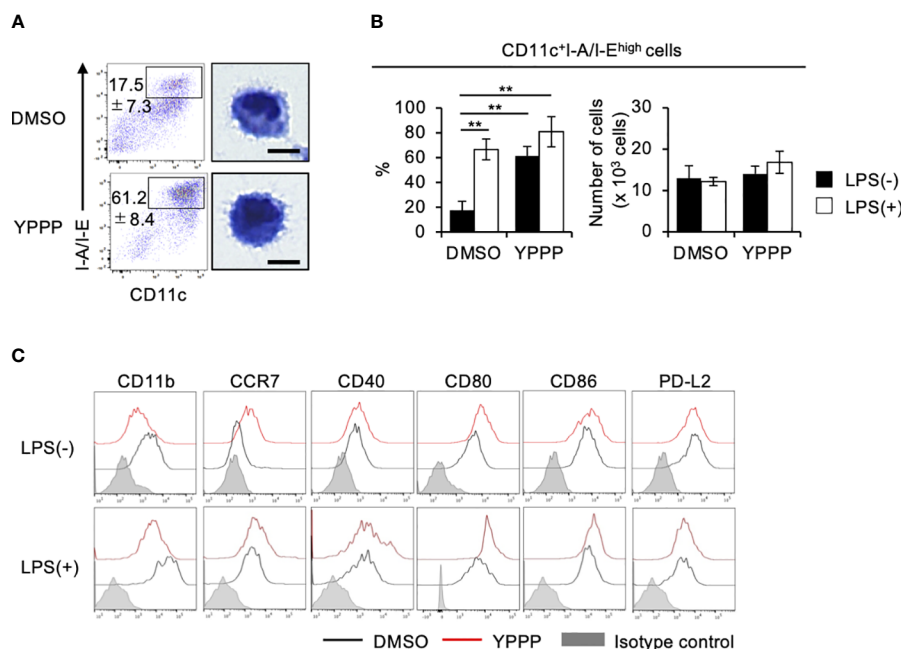 A
DMSO
17.5
±7.3
YPPP
61.2
±8.4
I-A/I-E
CD11c
B
CD11c⁺I-A/I-Eʰⁱᵍʰ cells
%
100
80
60
40
20
0
**
**
**
DMSO YPPP
Number of cells
(x 10³ cells)
30
20
10
0
DMSO YPPP
LPS(-)
LPS(+)
C
CD11b CCR7 CD40 CD80 CD86 PD-L2
LPS(-)
LPS(+)
DMSO YPPP Isotype control